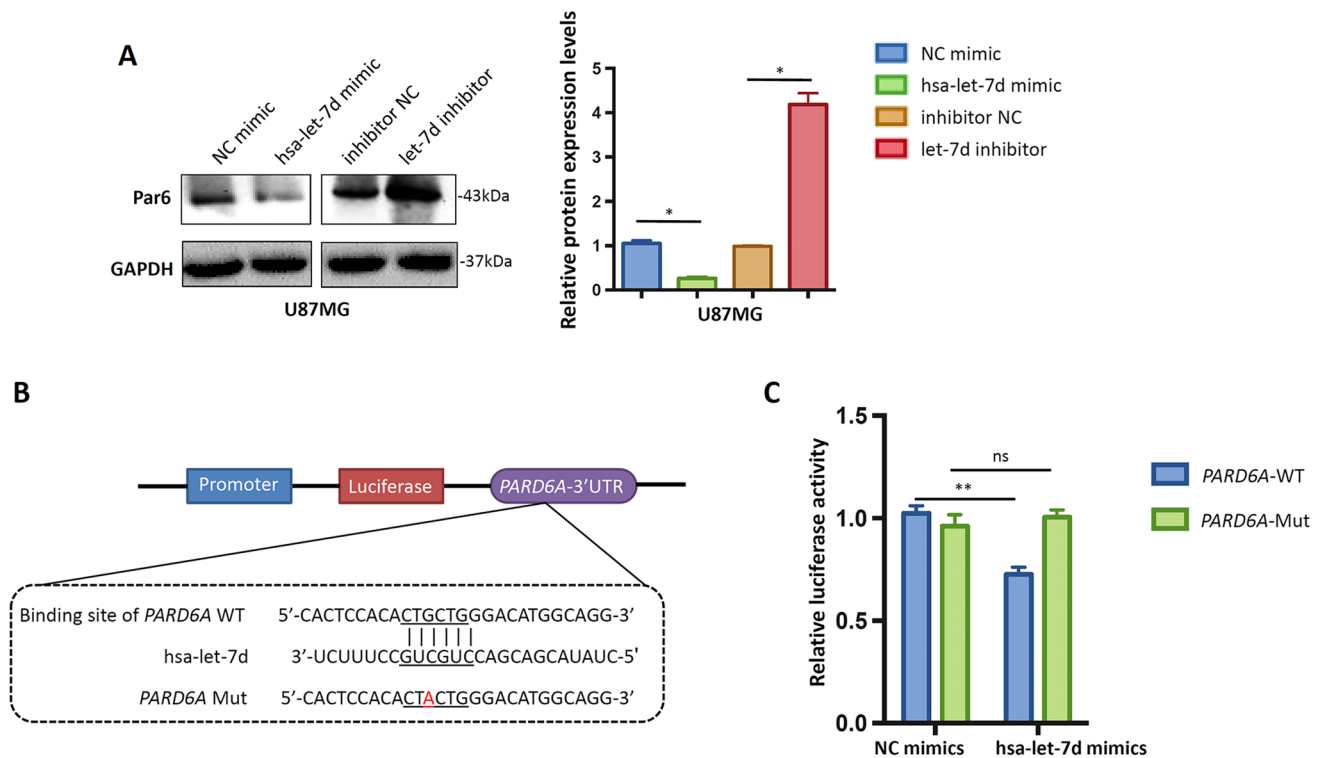 A
NC mimic
hsa-let-7d mimic
inhibitor NC
let-7d inhibitor
Par6
-43kDa
GAPDH
-37kDa
U87MG
Relative protein expression levels
5
4
3
2
1
0
*
*
U87MG
NC mimic
hsa-let-7d mimic
inhibitor NC
let-7d inhibitor
B
Promoter
Luciferase
PARD6A-3’UTR
Binding site of PARD6A WT 5’-CACTCCACACTGCTGGGACATGGCAGG-3’
hsa-let-7d 3’-UCUUUCCGUCGUCCAGCAGCAUAUC-5'
PARD6A Mut 5’-CACTCCACACTACTGGGACATGGCAGG-3’
C
Relative luciferase activity
1.5
1.0
0.5
0.0
ns
**
NC mimics
hsa-let-7d mimics
PARD6A-WT
PARD6A-Mut